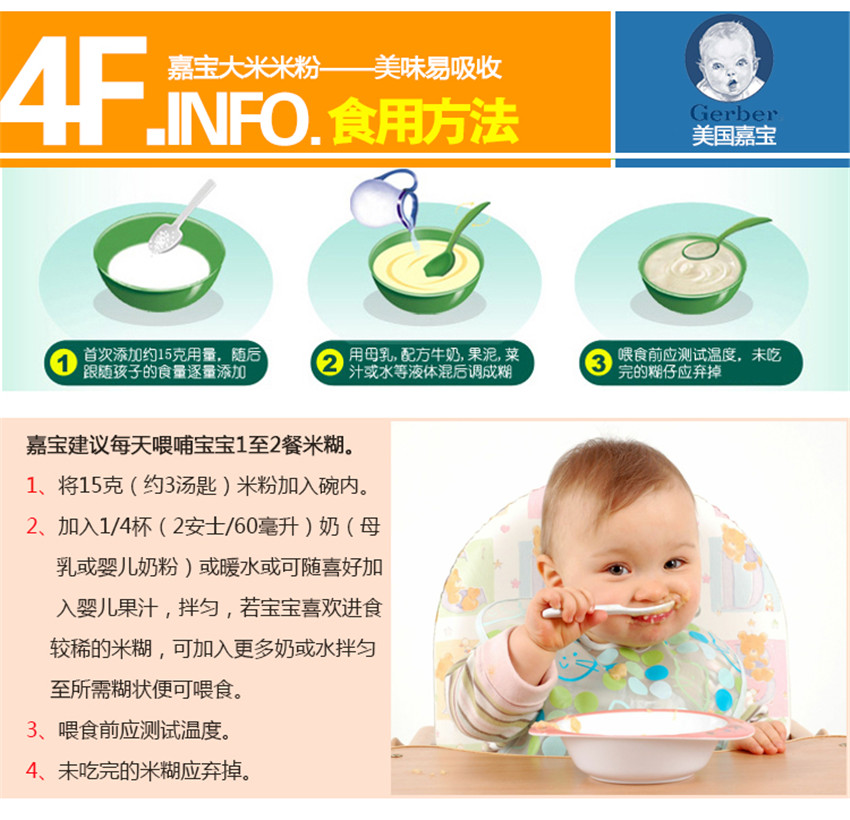 4F.INFO.
嘉宝大米米粉——美味易吸收
食用方法
Gerber
美国嘉宝
1 首次添加约15克用量，随后
跟随孩子的食量逐量添加
2 用母乳,配方牛奶,果泥,菜
汁或水等液体混后调成糊
3 喂食前应测试温度，未吃
完的糊仔应弃掉
嘉宝建议每天喂哺宝宝1至2餐米糊。
1、将15克（约3汤匙）米粉加入碗内。
2、加入1/4杯（2安士/60毫升）奶（母
乳或婴儿奶粉）或暖水或可随喜好加
入婴儿果汁，拌匀，若宝宝喜欢进食
较稀的米糊，可加入更多奶或水拌匀
至所需糊状便可喂食。
3、喂食前应测试温度。
4、未吃完的米糊应弃掉。